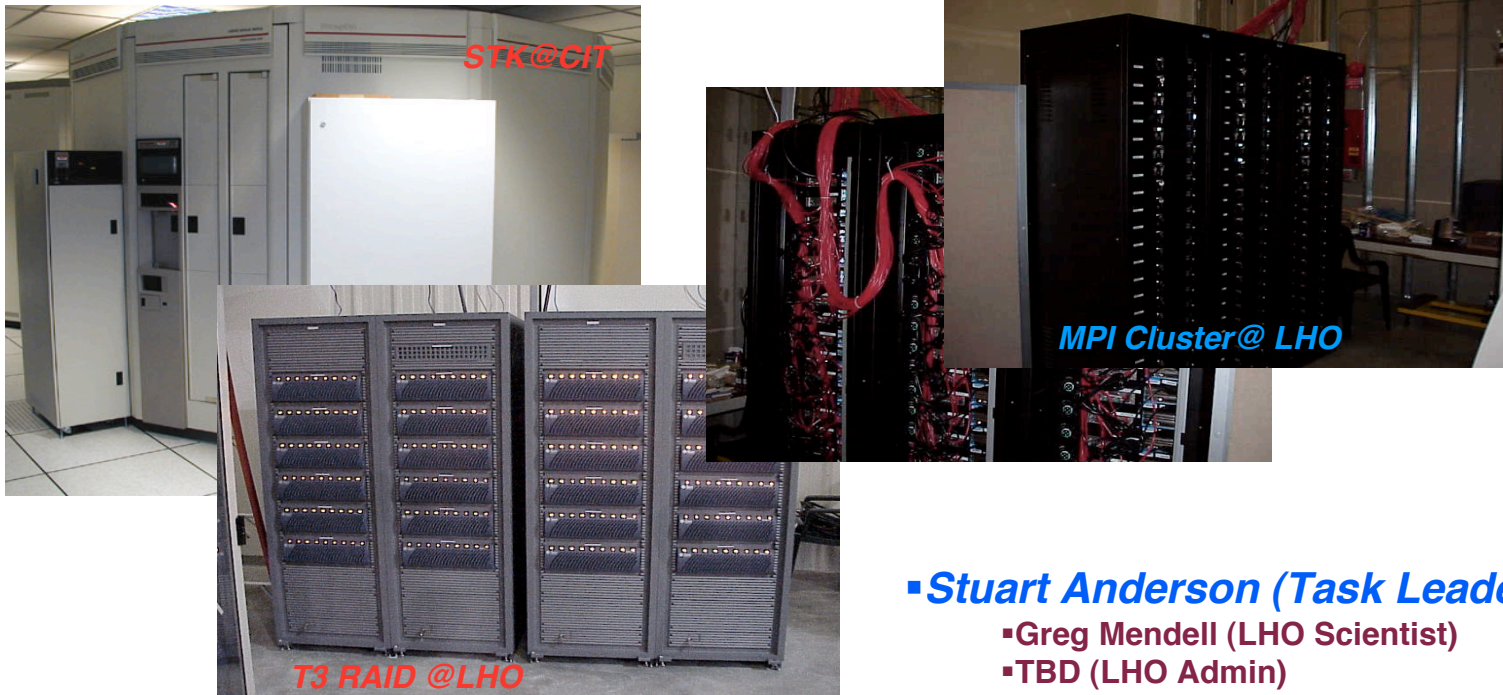 STK@CIT
MPI Cluster@ LHO
T3 RAID @LHO
▪Stuart Anderson (Task Leade
▪Greg Mendell (LHO Scientist)
▪TBD (LHO Admin)